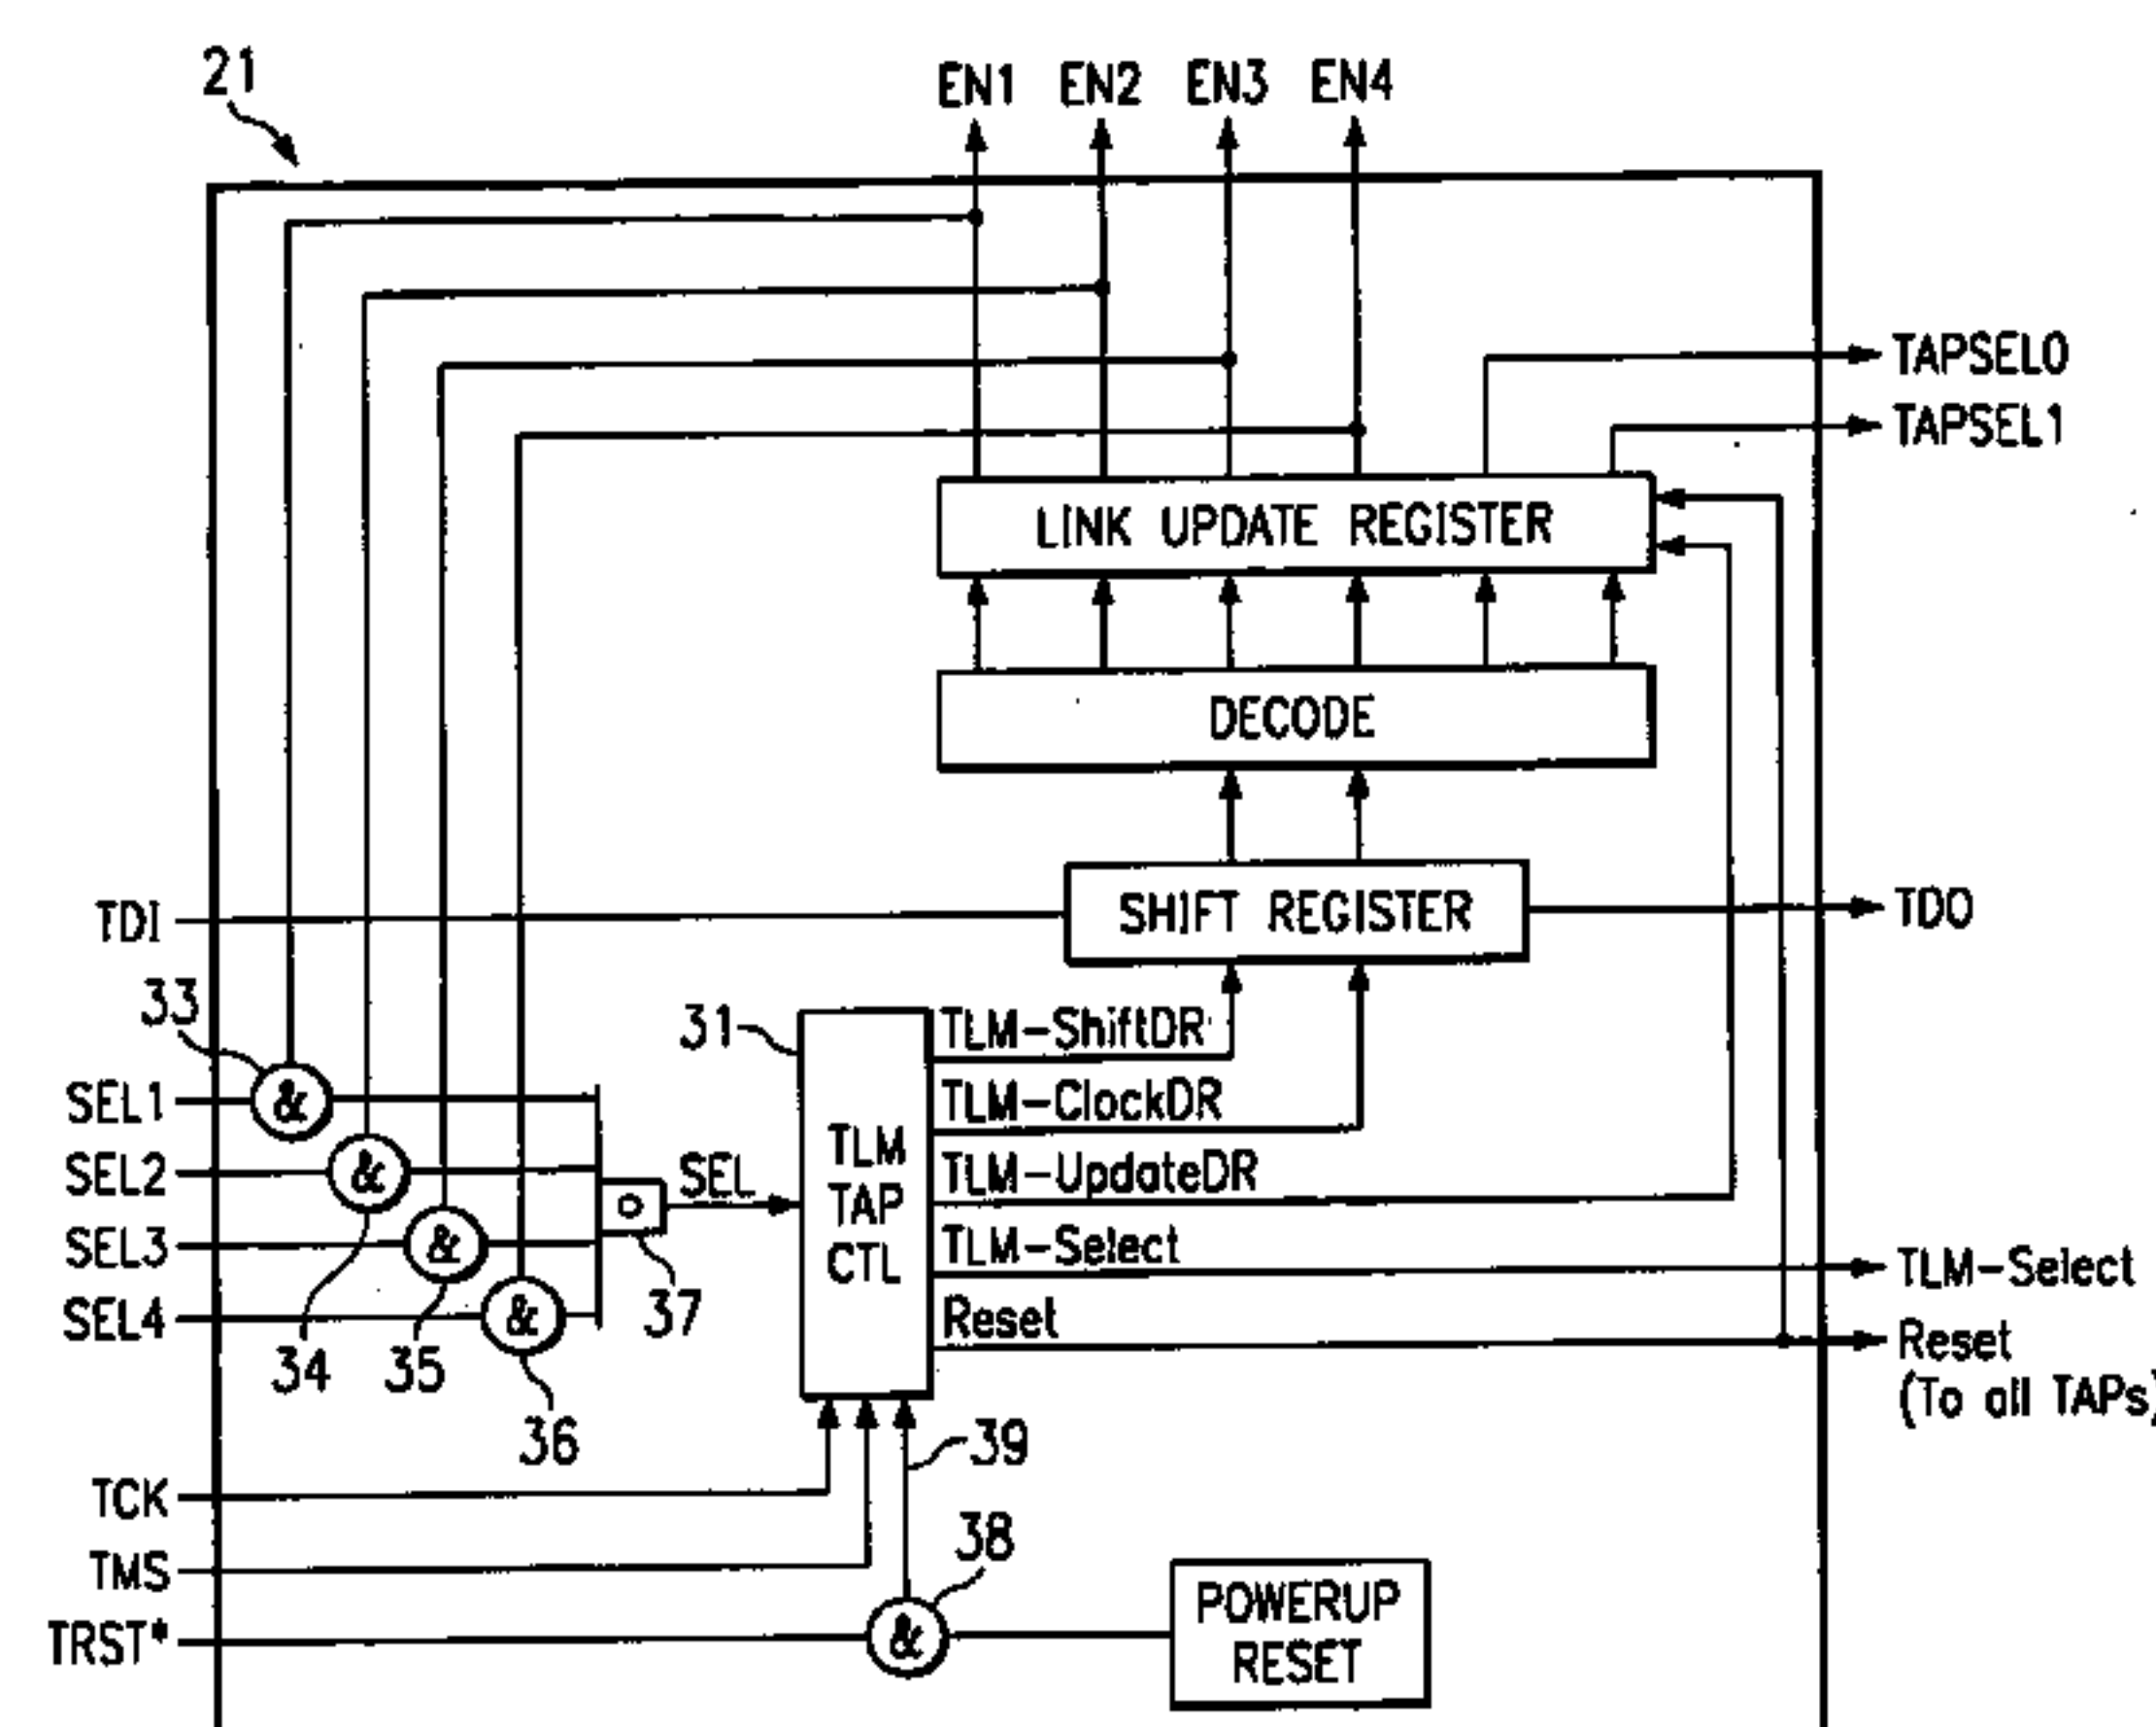 21
EN1 EN2 EN3 EN4
TAPSEL0
TAPSEL1
LINK UPDATE REGISTER
DECODE
SHIFT REGISTER
TDI
TDO
33
31
TLM-ShiftDR
SEL1
TLM-ClockDR
TLM
TAP
CTL
SEL2
SEL
TLM-UpdateDR
SEL3
TLM-Select
TLM-Select
SEL4
37
Reset
Reset
(To all TAPs)
34
35
36
39
TCK
38
TMS
TRST*
POWERUP
RESET
&
&
&
&
&